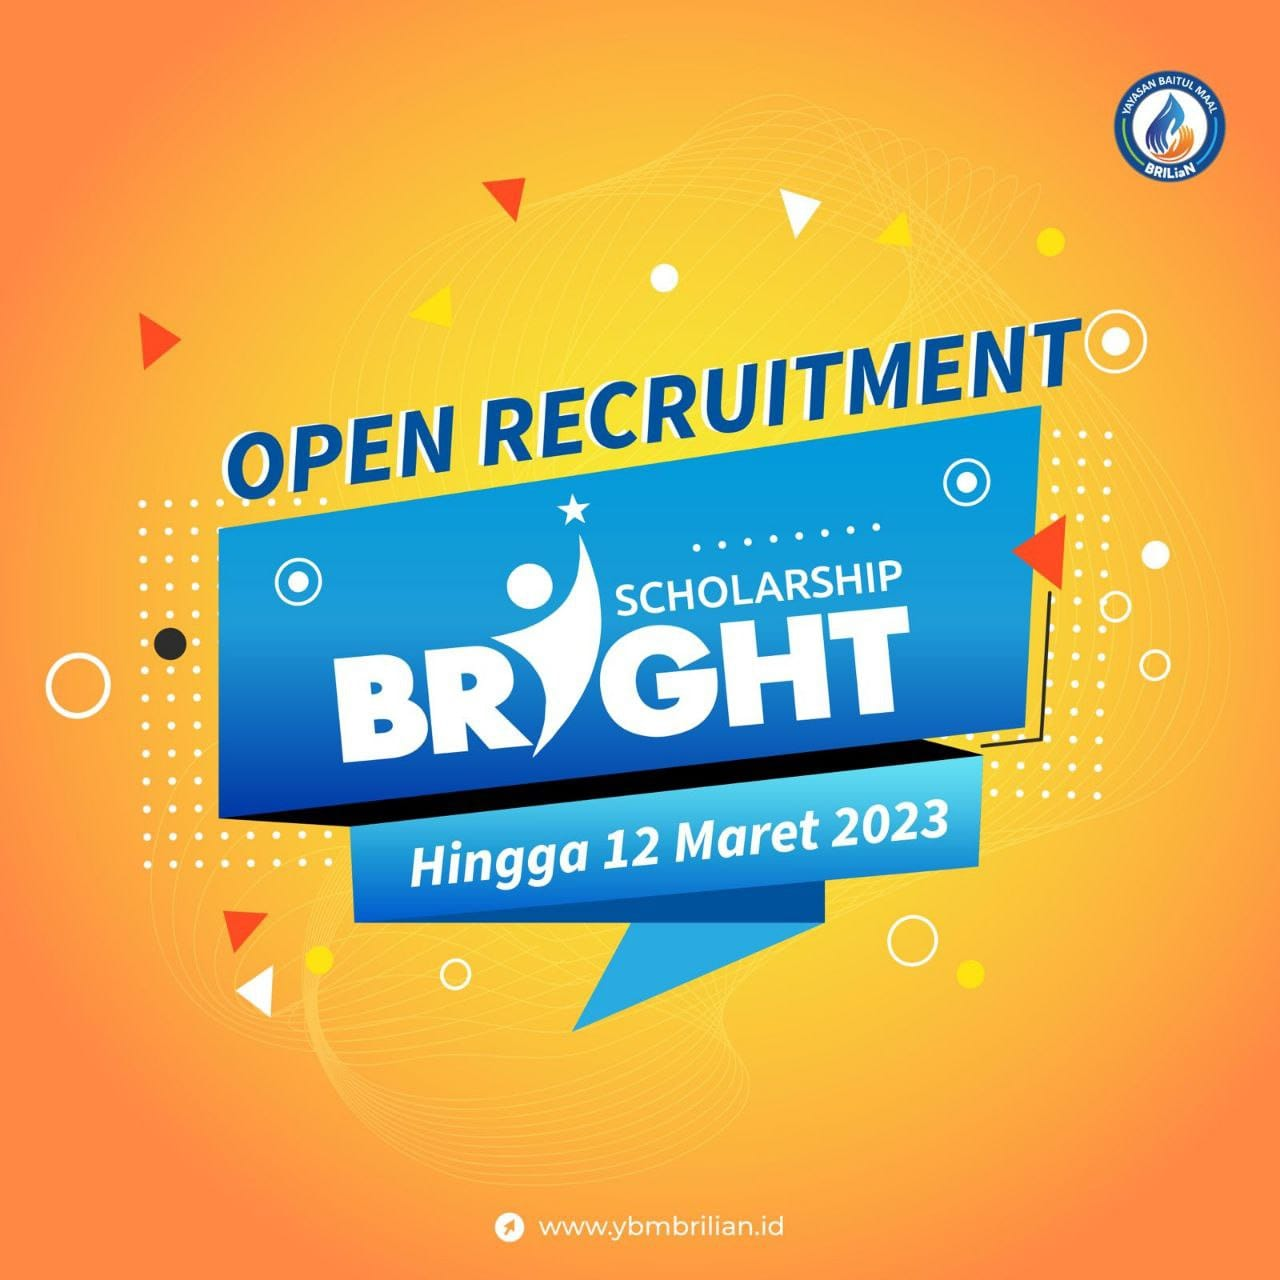 YAYASAN BAITUL MAAL
BRILiaN
OPEN RECRUITMENT
SCHOLARSHIP
BRIGHT
Hingga 12 Maret 2023
www.ybmbrilian.id